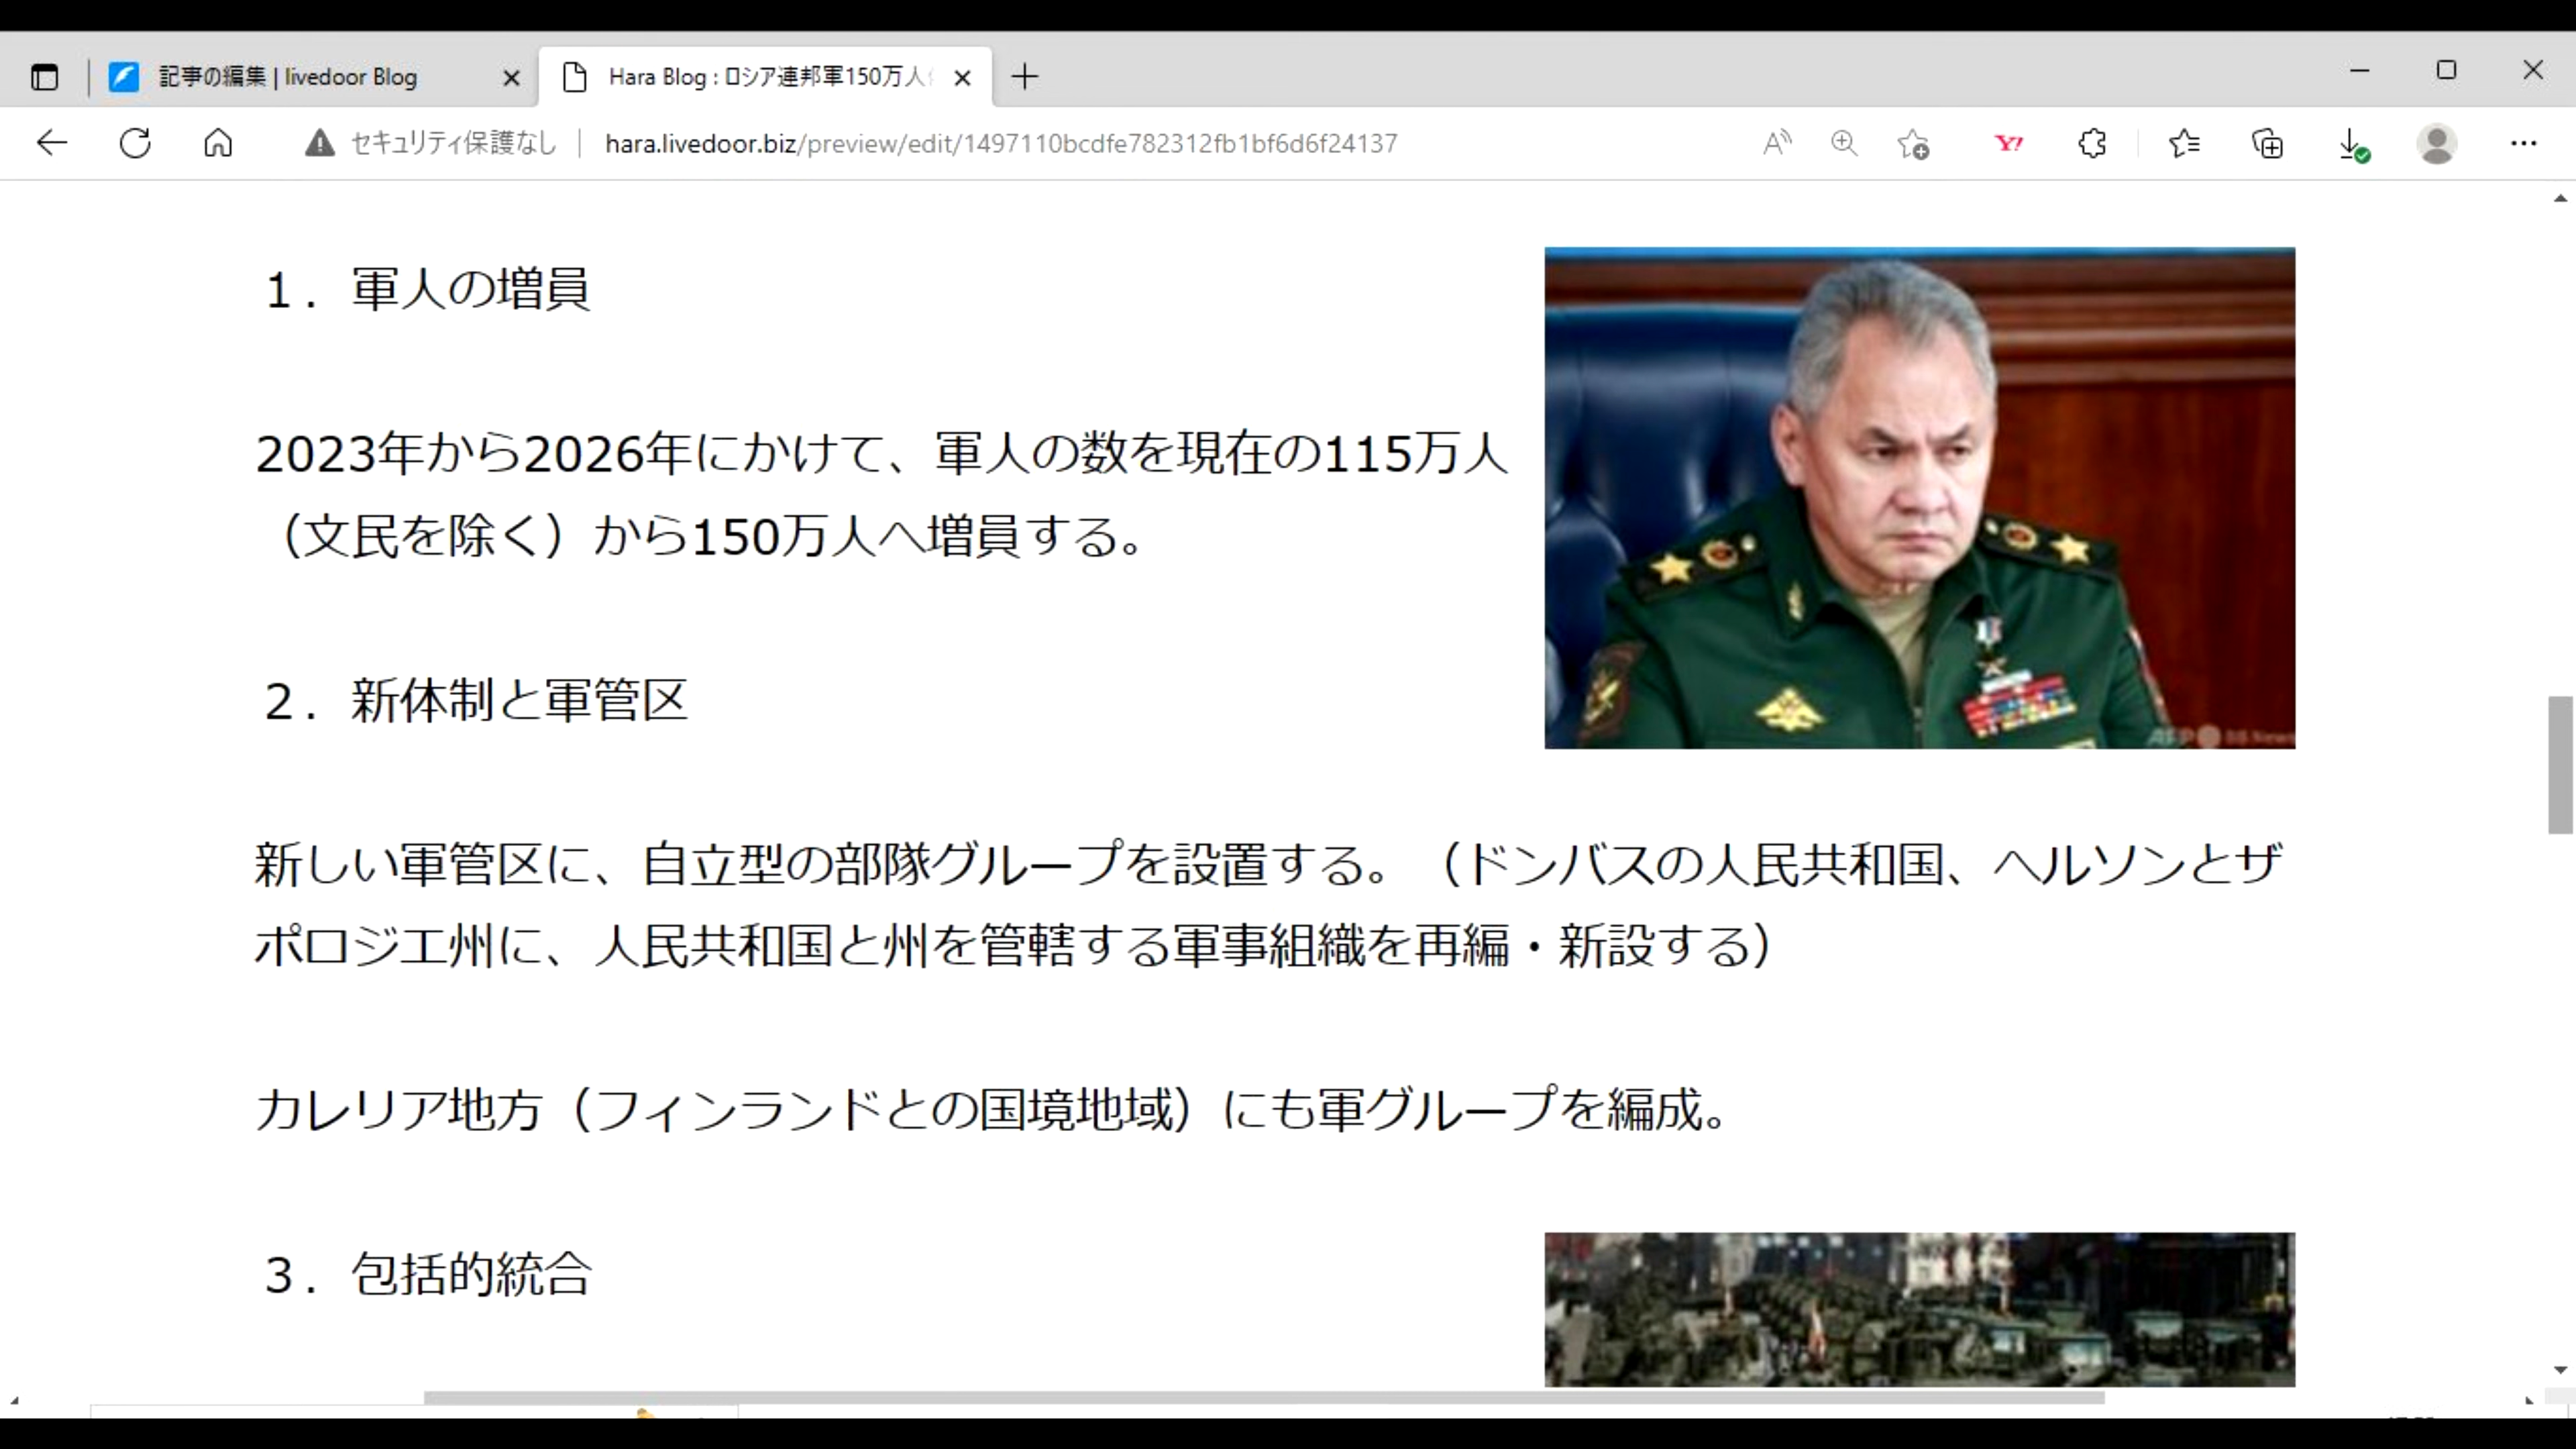 記事の編集 | livedoor Blog
Hara Blog : ロシア連邦軍150万人
セキュリティ保護なし
hara.livedoor.biz/preview/edit/1497110bcdfe782312fb1bf6d6f24137
１．軍人の増員
2023年から2026年にかけて、軍人の数を現在の115万人
（文民を除く）から150万人へ増員する。
２．新体制と軍管区
新しい軍管区に、自立型の部隊グループを設置する。（ドンバスの人民共和国、ヘルソンとザ
ポロジエ州に、人民共和国と州を管轄する軍事組織を再編・新設する）
カレリア地方（フィンランドとの国境地域）にも軍グループを編成。
３．包括的統合